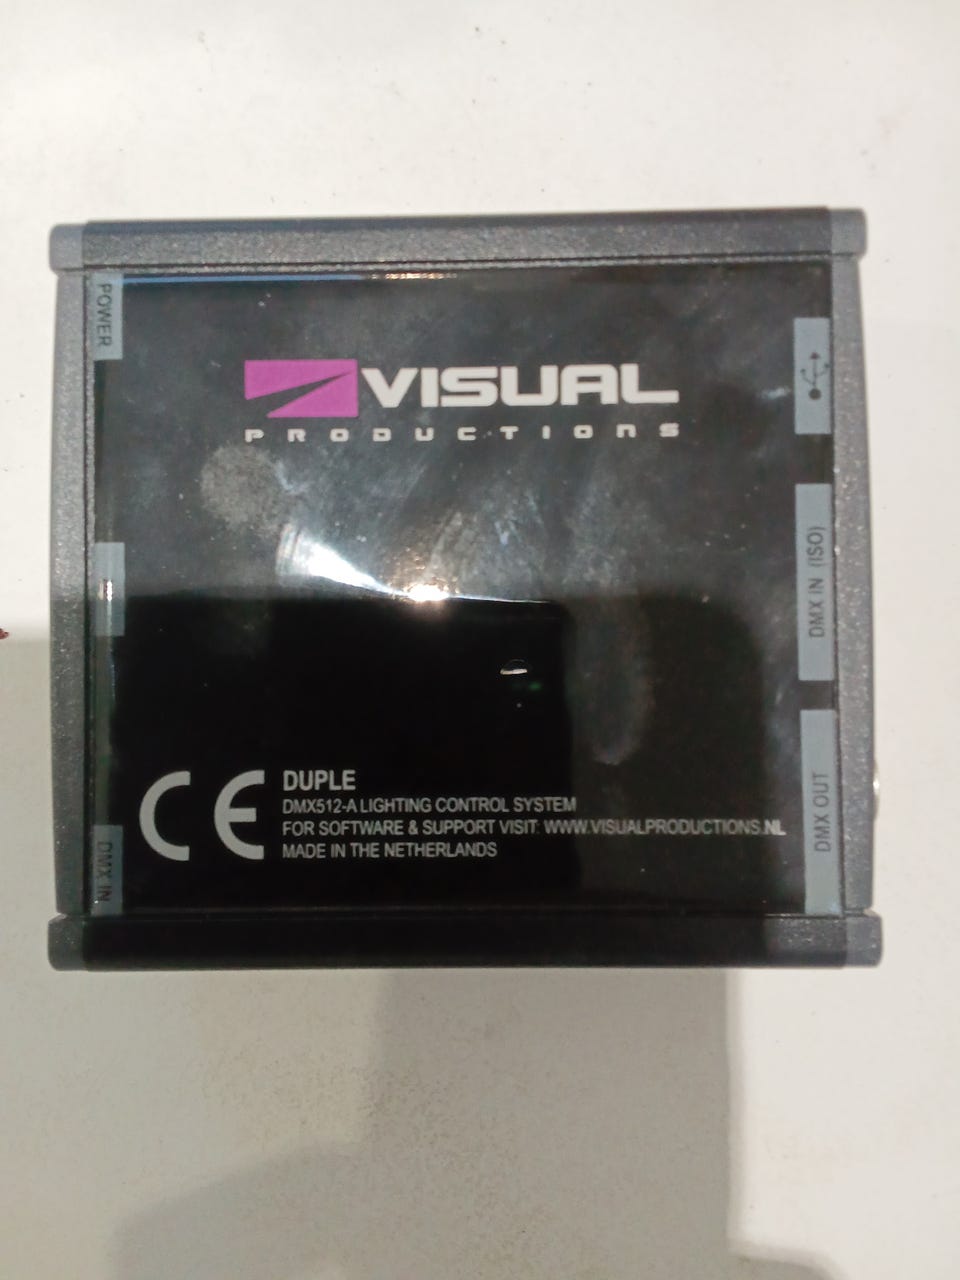 POWER
VISUAL
PRODUCTIONS
DMX IN (ISO)
DMX OUT
DMX IN
CE
DUPLE
DMX512-A LIGHTING CONTROL SYSTEM
FOR SOFTWARE & SUPPORT VISIT: WWW.VISUALPRODUCTIONS.NL
MADE IN THE NETHERLANDS